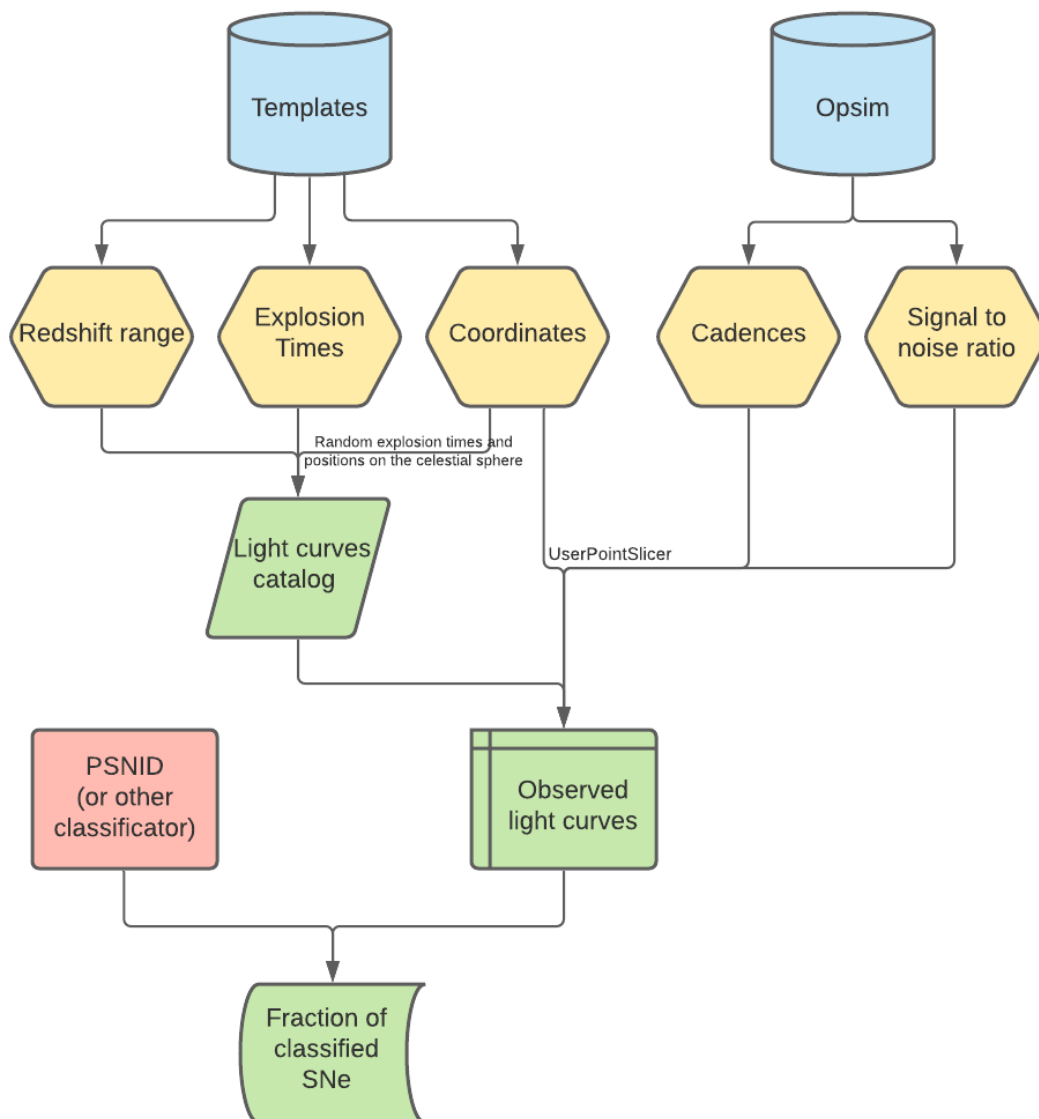 Templates
Opsim
Redshift range
Explosion
Times
Coordinates
Cadences
Signal to
noise ratio
Random explosion times and
positions on the celestial sphere
Light curves
catalog
UserPointSlicer
PSNID
(or other
classificator)
Observed
light curves
Fraction of
classified
SNe